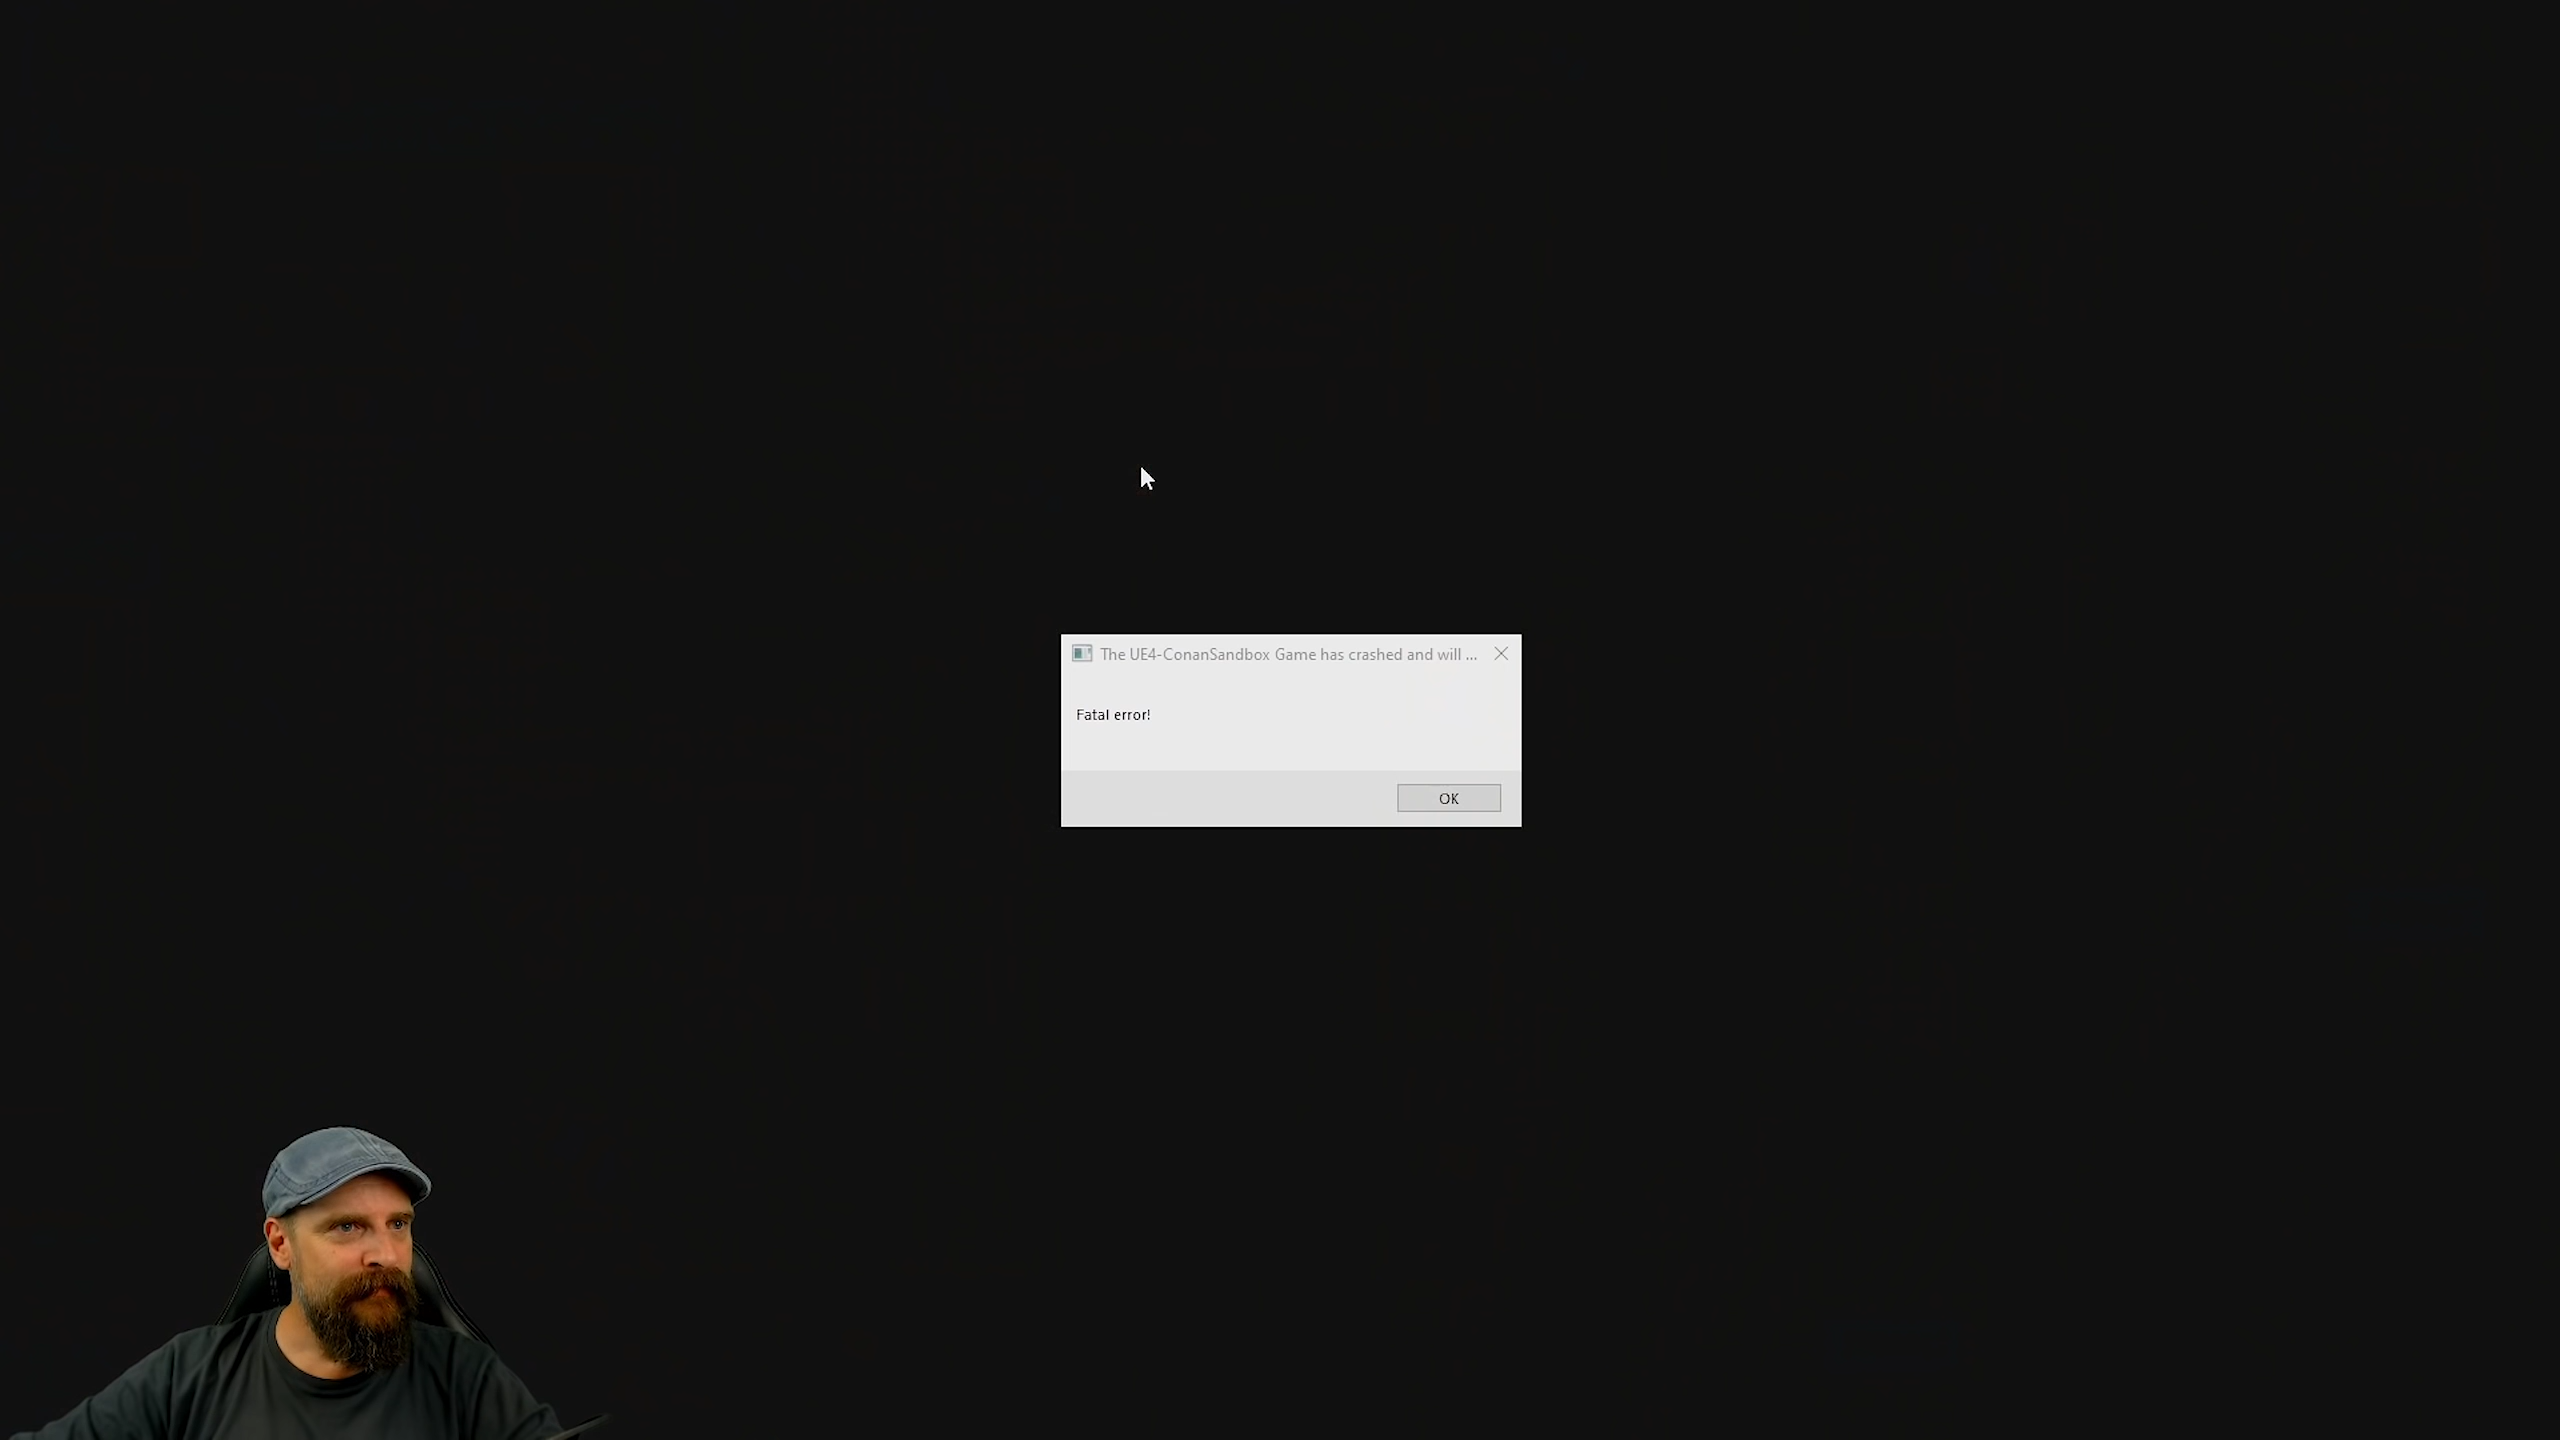 The UE4-ConanSandbox Game has crashed and will ...
Fatal error!
OK